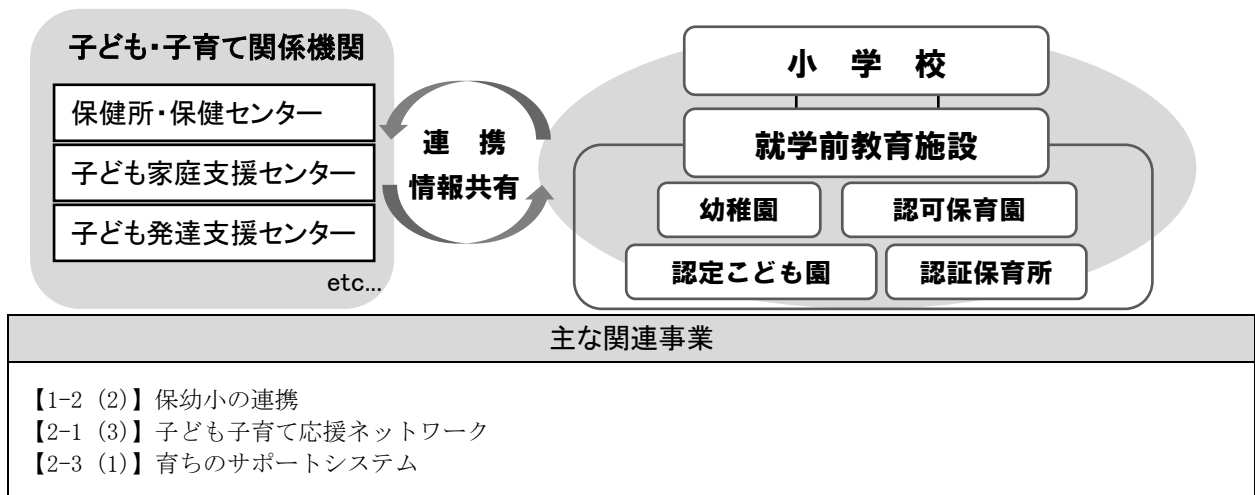 子ども・子育て関係機関
保健所・保健センター
子ども家庭支援センター
子ども発達支援センター
etc…
連 携
情報共有
小 学 校
就学前教育施設
幼稚園
認可保育園
認定こども園
認証保育所
主な関連事業
【1-2 (2)】保幼小の連携
【2-1 (3)】子ども子育て応援ネットワーク
【2-3 (1)】育ちのサポートシステム